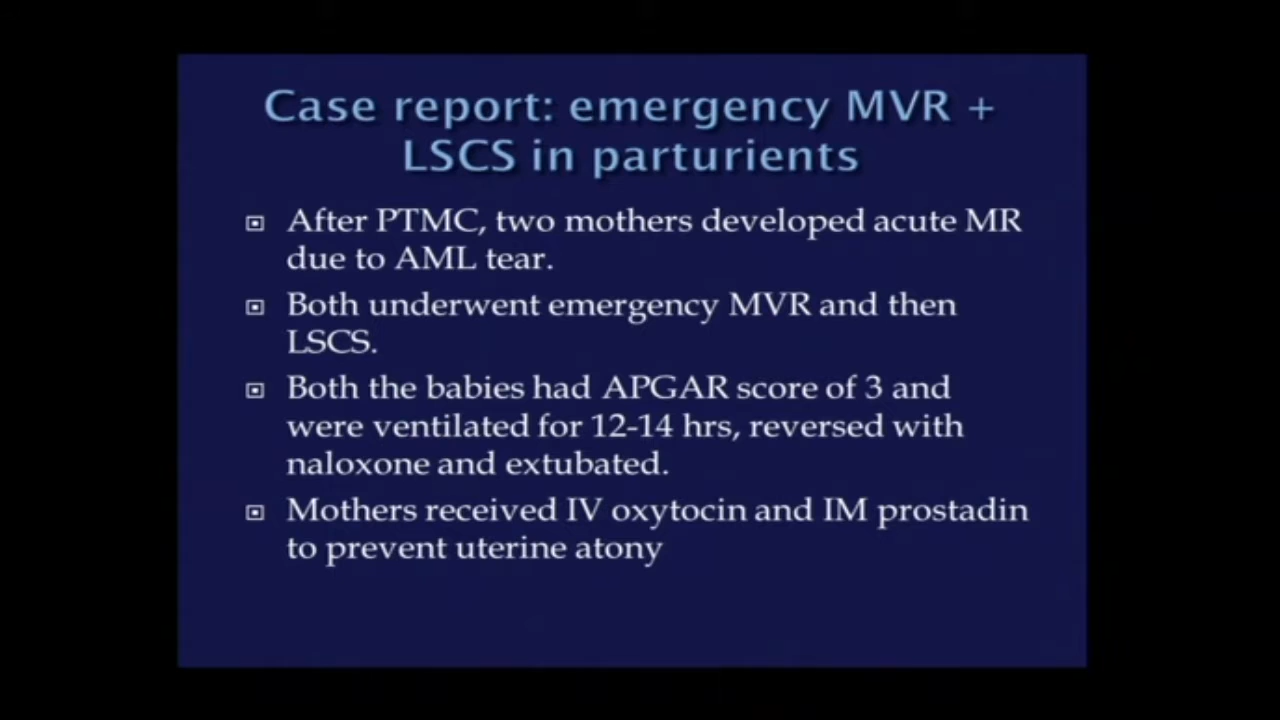 Case report: emergency MVR +
LSCS in parturients
After PTMC, two mothers developed acute MR
due to AML tear.
Both underwent emergency MVR and then
LSCS.
Both the babies had APGAR score of 3 and
were ventilated for 12-14 hrs, reversed with
naloxone and extubated.
Mothers received IV oxytocin and IM prostadin
to prevent uterine atony